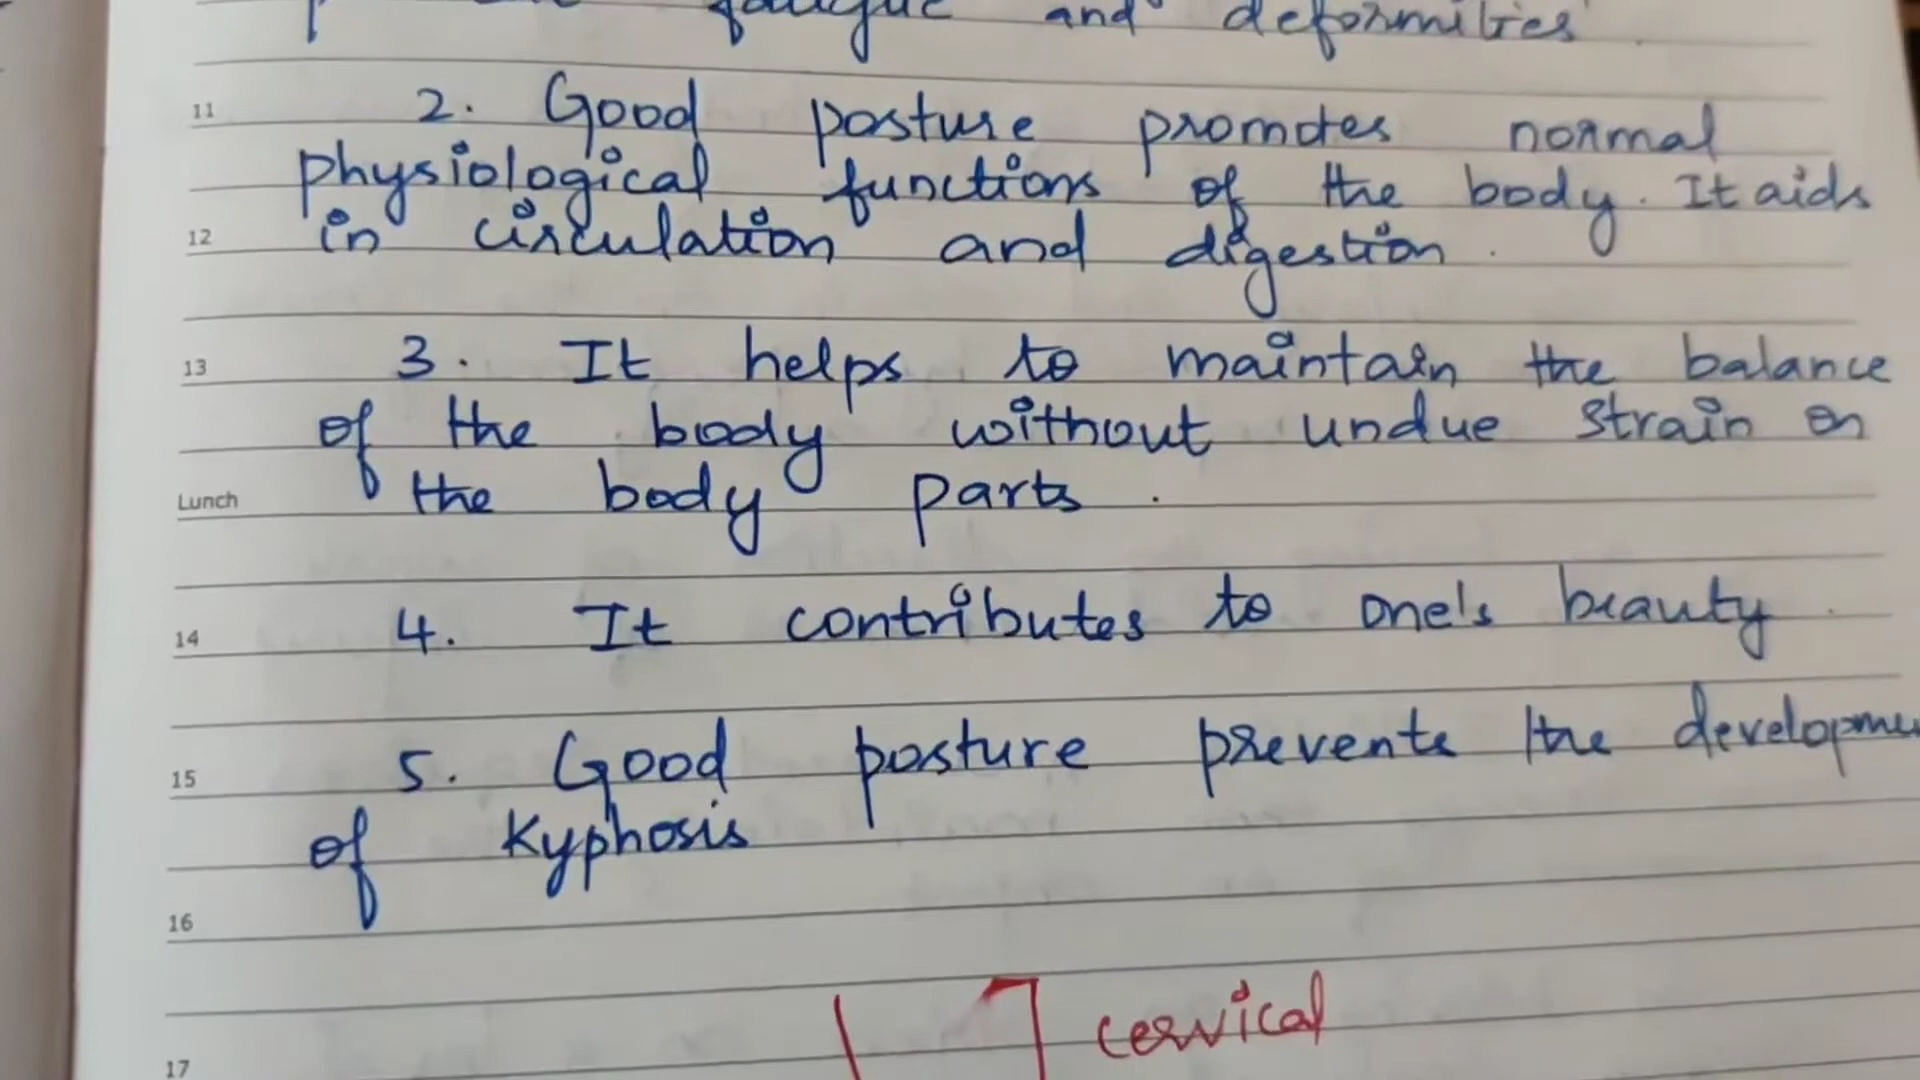 fatigue and deformities
11 2. Good posture promotes normal
physiological functions of the body. It aids
12 in circulation and digestion.
13 3. It helps to maintain the balance
of the body without undue strain on
Lunch the body parts.
14 4. It contributes to one's beauty.
15 5. Good posture prevents the developme
of Kyphosis
16
cervical
17